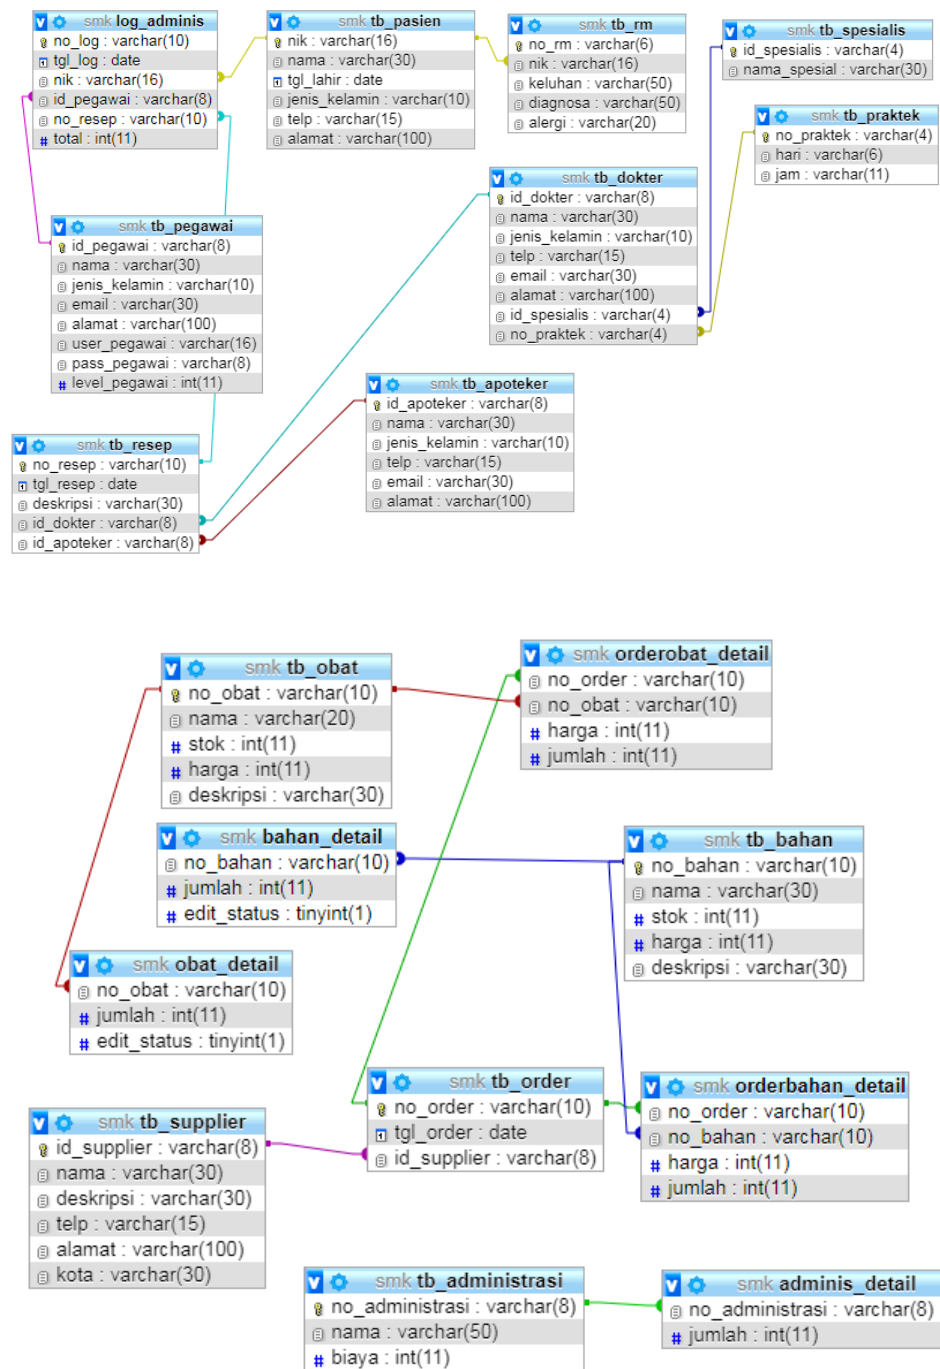 smk log_adminis
no_log : varchar(10)
tgl_log : date
nik : varchar(16)
id_pegawai : varchar(8)
no_resep : varchar(10)
total : int(11)
smk tb_pasien
nik : varchar(16)
nama : varchar(30)
tgl_lahir : date
jenis_kelamin : varchar(10)
telp : varchar(15)
alamat : varchar(100)
smk tb_rm
no_rm : varchar(6)
nik : varchar(16)
keluhan : varchar(50)
diagnosa : varchar(50)
alergi : varchar(20)
smk tb_spesialis
id_spesialis : varchar(4)
nama_spesial : varchar(30)
smk tb_praktek
no_praktek : varchar(4)
hari : varchar(6)
jam : varchar(11)
smk tb_dokter
id_dokter : varchar(8)
nama : varchar(30)
jenis_kelamin : varchar(10)
telp : varchar(15)
email : varchar(30)
alamat : varchar(100)
id_spesialis : varchar(4)
no_praktek : varchar(4)
smk tb_pegawai
id_pegawai : varchar(8)
nama : varchar(30)
jenis_kelamin : varchar(10)
email : varchar(30)
alamat : varchar(100)
user_pegawai : varchar(16)
pass_pegawai : varchar(8)
level_pegawai : int(11)
smk tb_apoteker
id_apoteker : varchar(8)
nama : varchar(30)
jenis_kelamin : varchar(10)
telp : varchar(15)
email : varchar(30)
alamat : varchar(100)
smk tb_resep
no_resep : varchar(10)
tgl_resep : date
deskripsi : varchar(30)
id_dokter : varchar(8)
id_apoteker : varchar(8)
smk tb_obat
no_obat : varchar(10)
nama : varchar(20)
stok : int(11)
harga : int(11)
deskripsi : varchar(30)
smk orderobat_detail
no_order : varchar(10)
no_obat : varchar(10)
harga : int(11)
jumlah : int(11)
smk bahan_detail
no_bahan : varchar(10)
jumlah : int(11)
edit_status : tinyint(1)
smk tb_bahan
no_bahan : varchar(10)
nama : varchar(30)
stok : int(11)
harga : int(11)
deskripsi : varchar(30)
smk obat_detail
no_obat : varchar(10)
jumlah : int(11)
edit_status : tinyint(1)
smk tb_order
no_order : varchar(10)
tgl_order : date
id_supplier : varchar(8)
smk orderbahan_detail
no_order : varchar(10)
no_bahan : varchar(10)
harga : int(11)
jumlah : int(11)
smk tb_supplier
id_supplier : varchar(8)
nama : varchar(30)
deskripsi : varchar(30)
telp : varchar(15)
alamat : varchar(100)
kota : varchar(30)
smk tb_administrasi
no_administrasi : varchar(8)
nama : varchar(50)
biaya : int(11)
smk adminis_detail
no_administrasi : varchar(8)
jumlah : int(11)